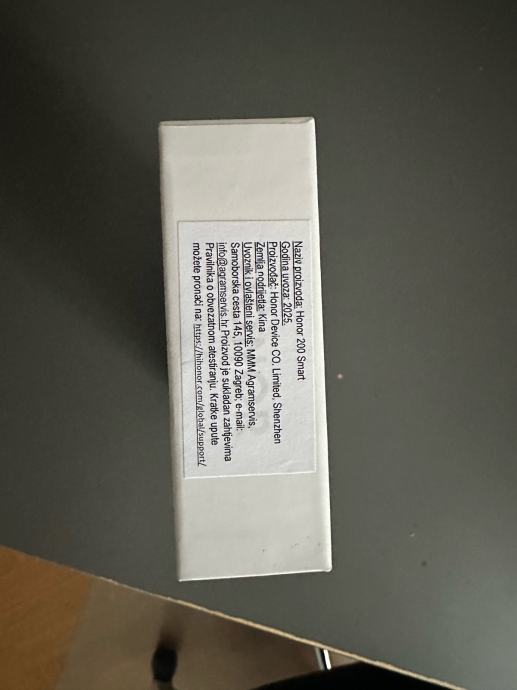 Naziv proizvoda: Honor 200 Smart
Godina uvoza: 2025.
Proizvođač: Honor Device CO. Limited, Shenzhen
Zemlja podrijetla: Kina
Uvoznik i ovlašteni servis: MMM Agramservis,
Samoborska cesta 145, 10090 Zagreb; e-mail:
info@agramservis.hr Proizvod je sukladan zahtjevima
Pravilnika o obveznom atestiranju. Kratke upute
možete pronaći na: https://hihonor.com/global/support/